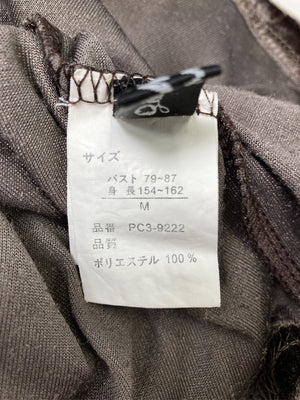 サイズ
バスト 79~87
身 長 154~162
M
品番 PC3-9222
品質
ポリエステル 100%